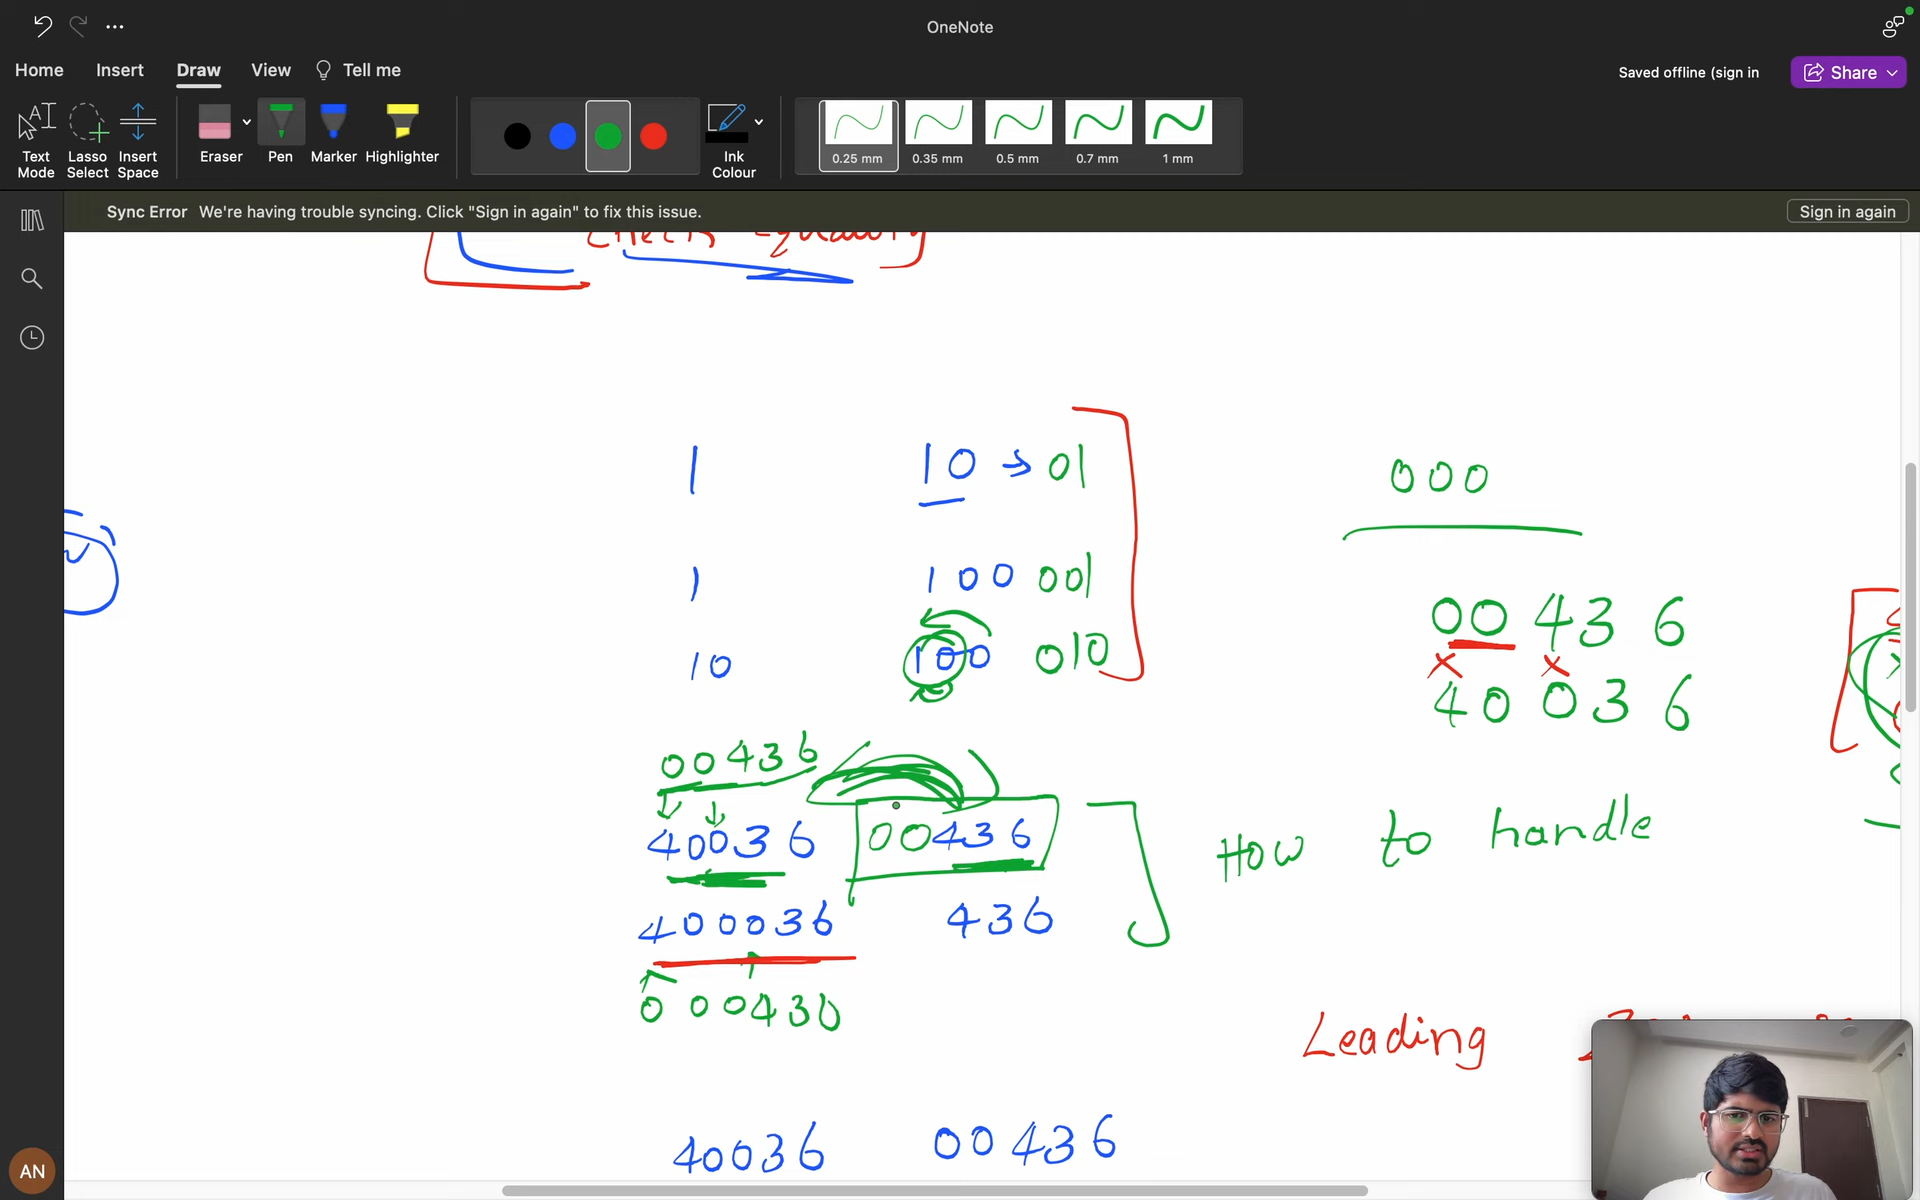 OneNote
Home Insert Draw View Tell me
Saved offline (sign in
Share
Text Mode
Lasso Select
Insert Space
Eraser
Pen
Marker
Highlighter
Ink Colour
0.25 mm
0.35 mm
0.5 mm
0.7 mm
1 mm
Sync Error We're having trouble syncing. Click "Sign in again" to fix this issue.
Sign in again
Check Equality
1 10 → 01
000
1 100 001
00436
10 100 010
x x
40036
00436
40036 00436
How to handle
400036 436
Leading
40036 00436
AN